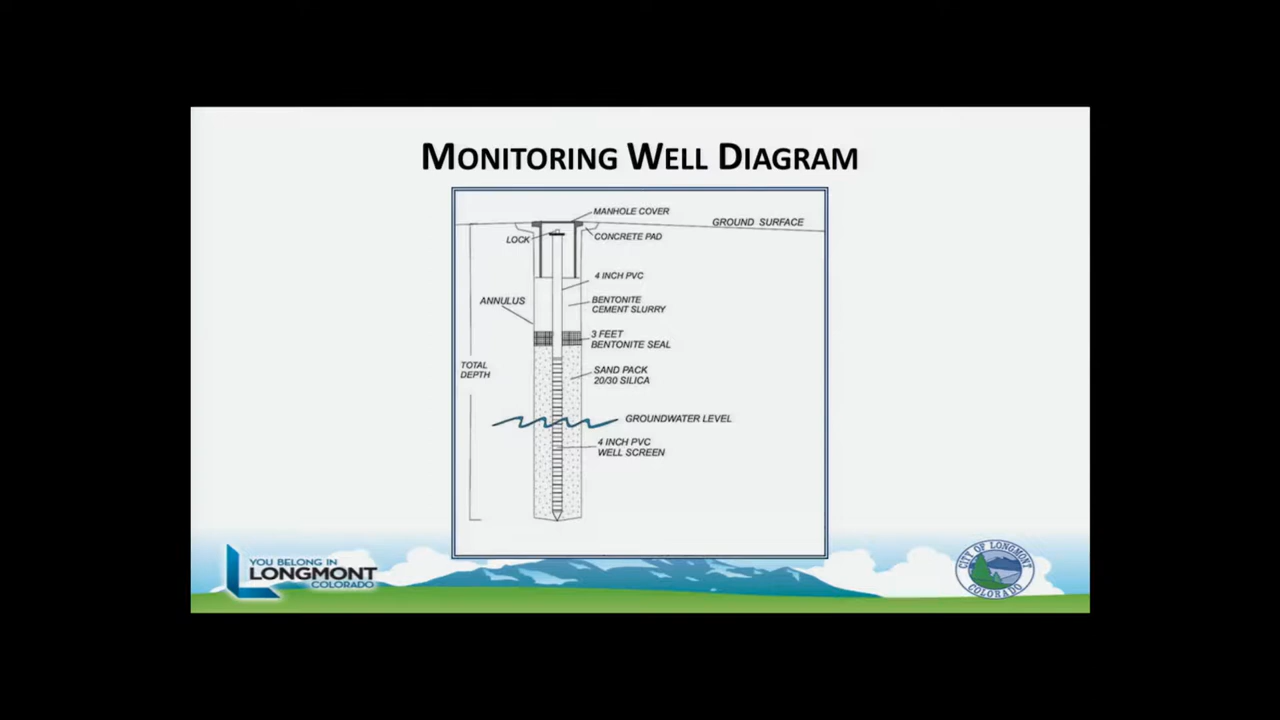 MONITORING WELL DIAGRAM
MANHOLE COVER
GROUND SURFACE
LOCK
CONCRETE PAD
4 INCH PVC
ANNULUS
BENTONITE
CEMENT SLURRY
3 FEET
BENTONITE SEAL
TOTAL
DEPTH
SAND PACK
20/30 SILICA
GROUNDWATER LEVEL
4 INCH PVC
WELL SCREEN
YOU BELONG IN
LONGMONT
COLORADO
CITY OF LONGMONT
COLORADO